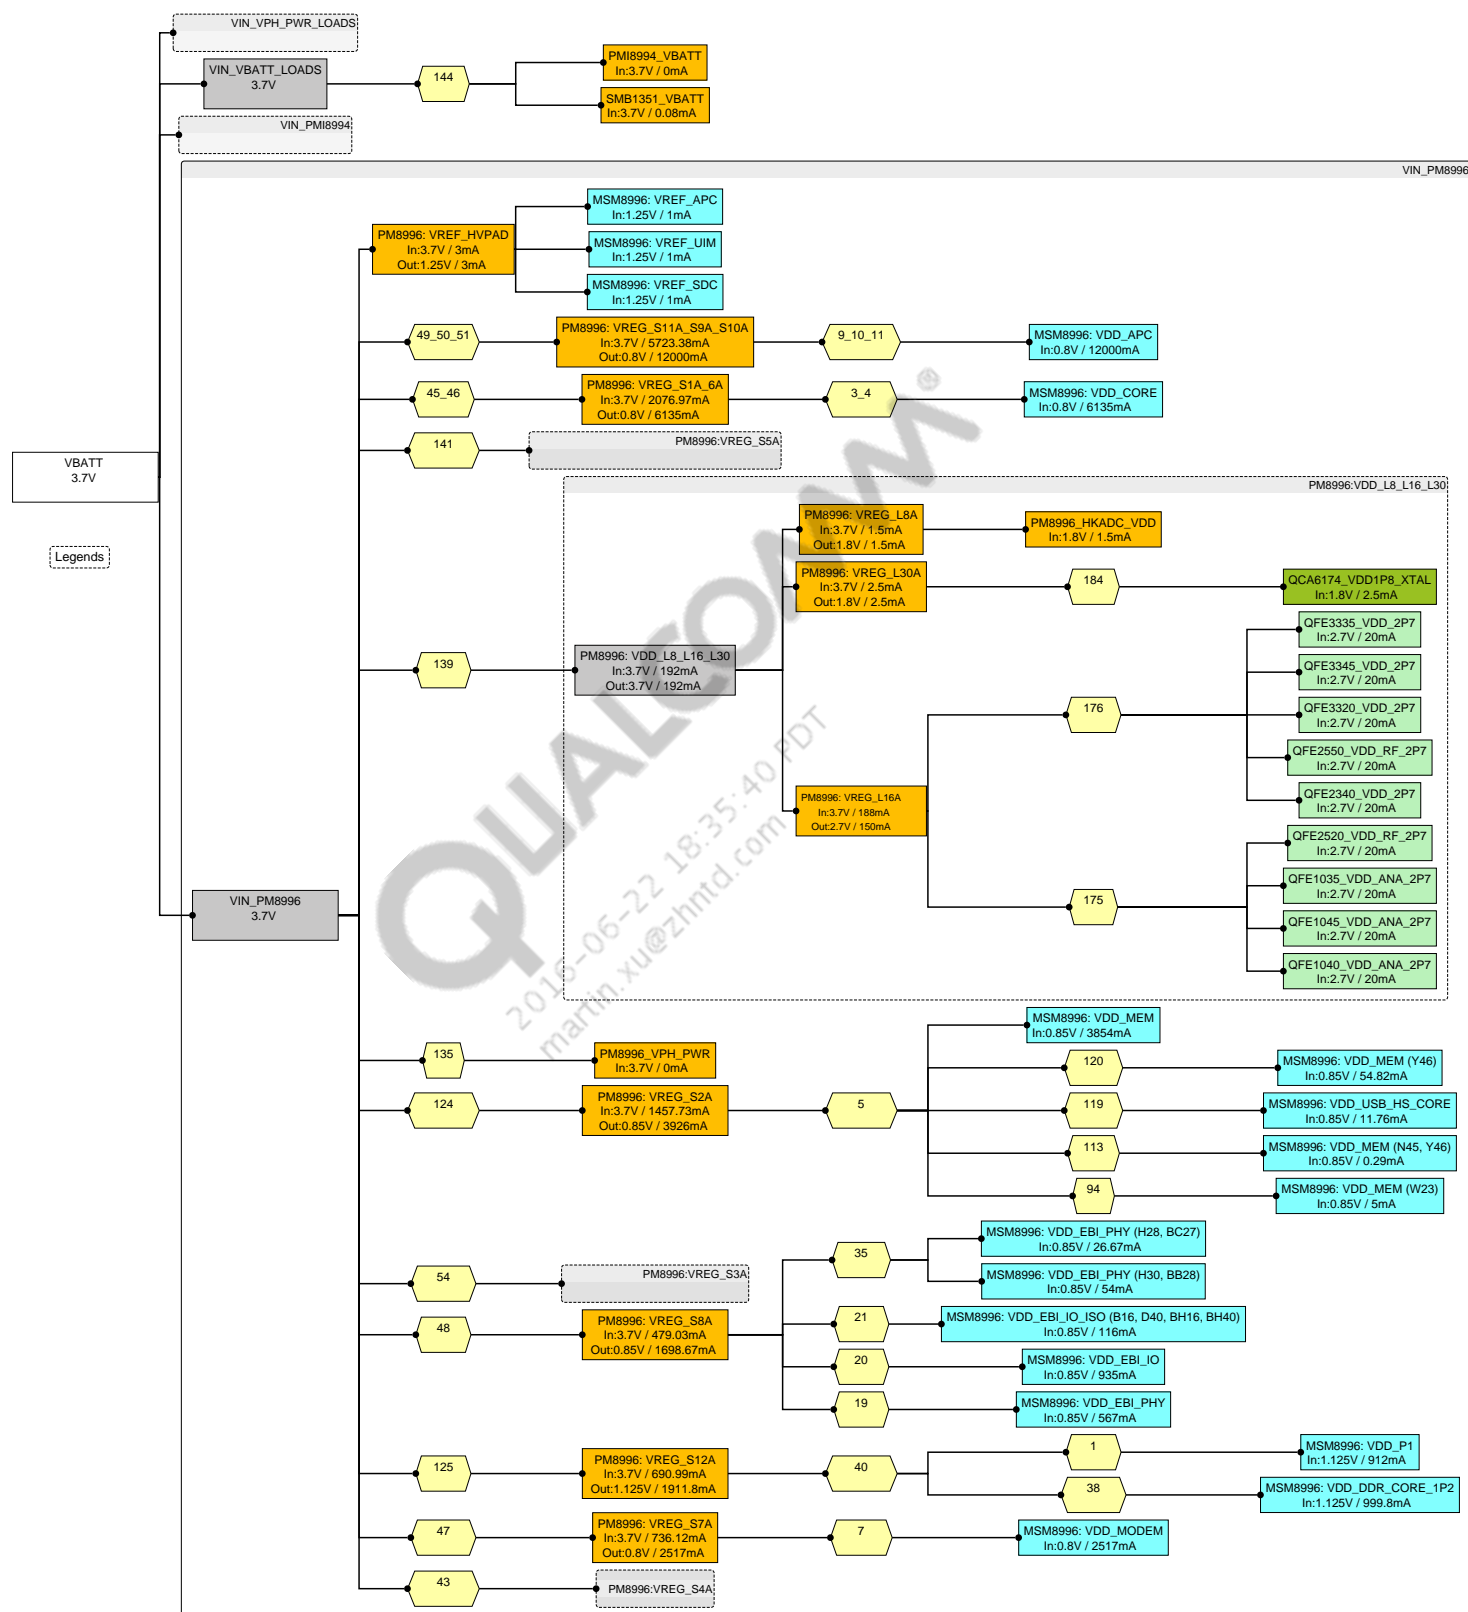 VIN_VPH_PWR_LOADS
VIN_VBATT_LOADS
3.7V
144
PMI8994_VBATT
In:3.7V / 0mA
SMB1351_VBATT
In:3.7V / 0.08mA
VIN_PMI8994
VIN_PM8996
PM8996: VREF_HVPAD
In:3.7V / 3mA
Out:1.25V / 3mA
MSM8996: VREF_APC
In:1.25V / 1mA
MSM8996: VREF_UIM
In:1.25V / 1mA
MSM8996: VREF_SDC
In:1.25V / 1mA
49_50_51
PM8996: VREG_S11A_S9A_S10A
In:3.7V / 5723.38mA
Out:0.8V / 12000mA
9_10_11
MSM8996: VDD_APC
In:0.8V / 12000mA
45_46
PM8996: VREG_S1A_6A
In:3.7V / 2076.97mA
Out:0.8V / 6135mA
3_4
MSM8996: VDD_CORE
In:0.8V / 6135mA
141
PM8996:VREG_S5A
VBATT
3.7V
Legends
PM8996:VDD_L8_L16_L30
139
PM8996: VDD_L8_L16_L30
In:3.7V / 192mA
Out:3.7V / 192mA
PM8996: VREG_L8A
In:3.7V / 1.5mA
Out:1.8V / 1.5mA
PM8996_HKADC_VDD
In:1.8V / 1.5mA
PM8996: VREG_L30A
In:3.7V / 2.5mA
Out:1.8V / 2.5mA
184
QCA6174_VDD1P8_XTAL
In:1.8V / 2.5mA
PM8996: VREG_L16A
In:3.7V / 188mA
Out:2.7V / 150mA
176
QFE3335_VDD_2P7
In:2.7V / 20mA
QFE3345_VDD_2P7
In:2.7V / 20mA
QFE3320_VDD_2P7
In:2.7V / 20mA
QFE2550_VDD_RF_2P7
In:2.7V / 20mA
QFE2340_VDD_2P7
In:2.7V / 20mA
175
QFE2520_VDD_RF_2P7
In:2.7V / 20mA
QFE1035_VDD_ANA_2P7
In:2.7V / 20mA
QFE1045_VDD_ANA_2P7
In:2.7V / 20mA
QFE1040_VDD_ANA_2P7
In:2.7V / 20mA
VIN_PM8996
3.7V
QUALCOMM®
2016-06-22 18:35:40 PDT
martin.xu@zhntd.com
135
PM8996_VPH_PWR
In:3.7V / 0mA
124
PM8996: VREG_S2A
In:3.7V / 1457.73mA
Out:0.85V / 3926mA
5
MSM8996: VDD_MEM
In:0.85V / 3854mA
120
MSM8996: VDD_MEM (Y46)
In:0.85V / 54.82mA
119
MSM8996: VDD_USB_HS_CORE
In:0.85V / 11.76mA
113
MSM8996: VDD_MEM (N45, Y46)
In:0.85V / 0.29mA
94
MSM8996: VDD_MEM (W23)
In:0.85V / 5mA
54
PM8996:VREG_S3A
48
PM8996: VREG_S8A
In:3.7V / 479.03mA
Out:0.85V / 1698.67mA
35
MSM8996: VDD_EBI_PHY (H28, BC27)
In:0.85V / 26.67mA
MSM8996: VDD_EBI_PHY (H30, BB28)
In:0.85V / 54mA
21
MSM8996: VDD_EBI_IO_ISO (B16, D40, BH16, BH40)
In:0.85V / 116mA
20
MSM8996: VDD_EBI_IO
In:0.85V / 935mA
19
MSM8996: VDD_EBI_PHY
In:0.85V / 567mA
125
PM8996: VREG_S12A
In:3.7V / 690.99mA
Out:1.125V / 1911.8mA
40
1
MSM8996: VDD_P1
In:1.125V / 912mA
38
MSM8996: VDD_DDR_CORE_1P2
In:1.125V / 999.8mA
47
PM8996: VREG_S7A
In:3.7V / 736.12mA
Out:0.8V / 2517mA
7
MSM8996: VDD_MODEM
In:0.8V / 2517mA
43
PM8996:VREG_S4A